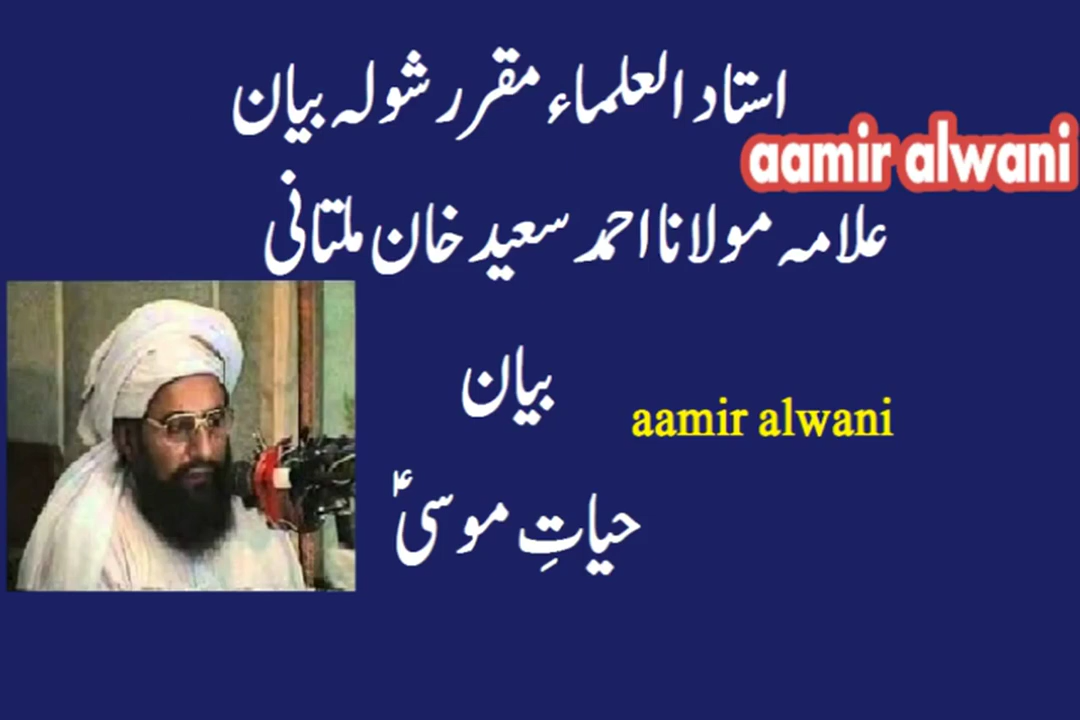 استاد العلماء مقرر شولہ بیان
aamir alwani
علامہ مولانا احمد سعید خان ملتانی
بیان
aamir alwani
حیاتِ موسیٰؑ